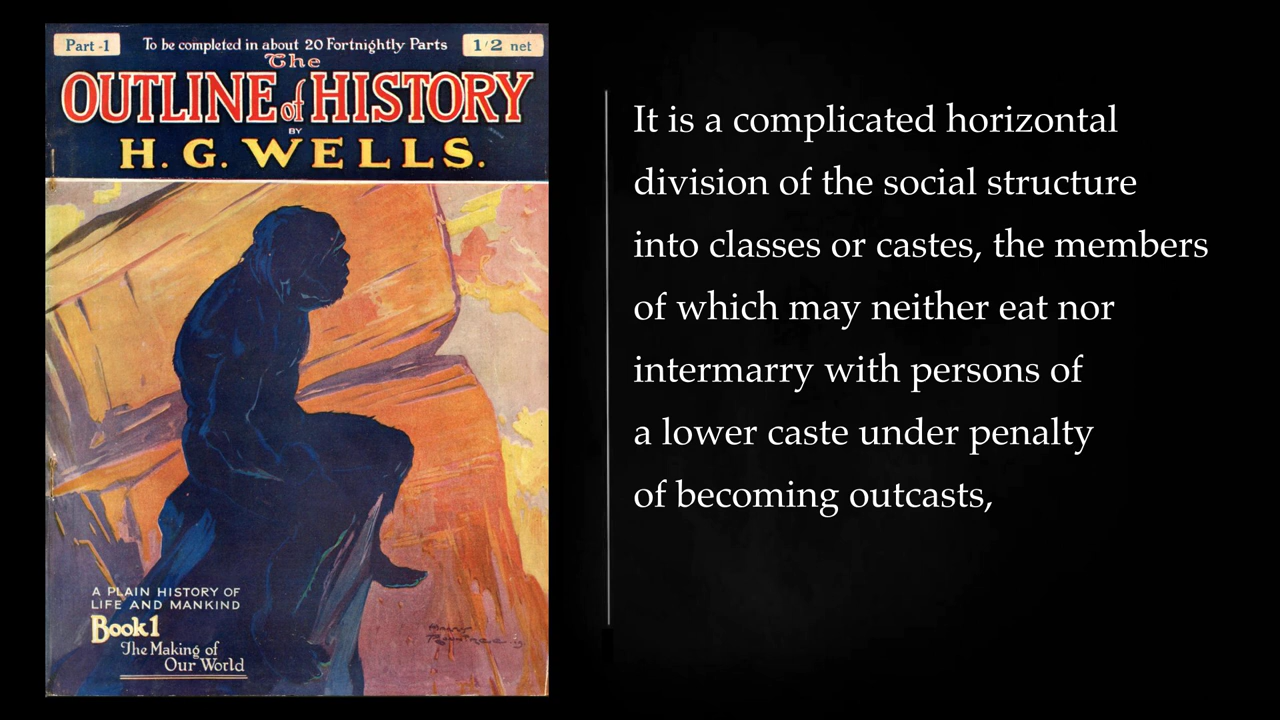 Part -1
To be completed in about 20 Fortnightly Parts
1/2 net
The
OUTLINE of HISTORY
BY
H. G. WELLS.
A PLAIN HISTORY OF
LIFE AND MANKIND
Book 1
The Making of
Our World
It is a complicated horizontal
division of the social structure
into classes or castes, the members
of which may neither eat nor
intermarry with persons of
a lower caste under penalty
of becoming outcasts,